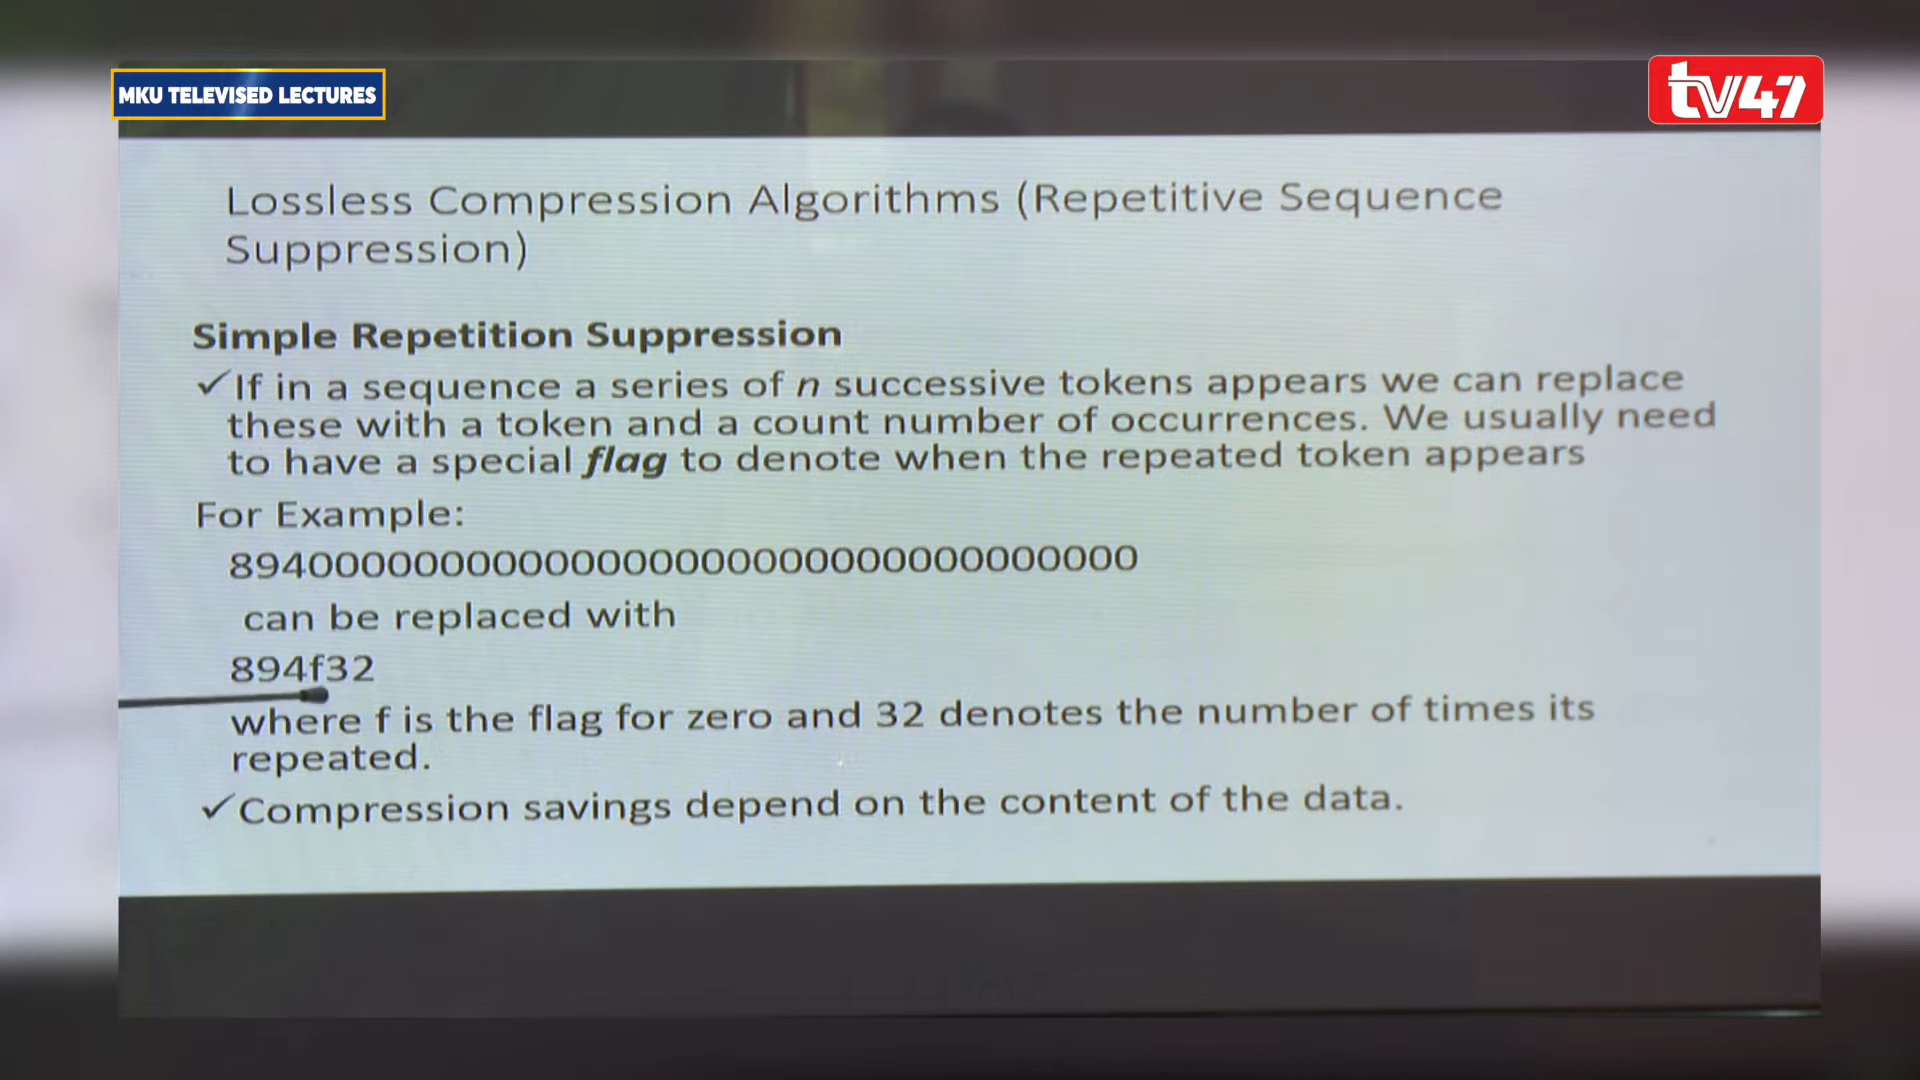 MKU TELEVISED LECTURES
tv47
Lossless Compression Algorithms (Repetitive Sequence
Suppression)
Simple Repetition Suppression
✓If in a sequence a series of n successive tokens appears we can replace
these with a token and a count number of occurrences. We usually need
to have a special flag to denote when the repeated token appears
For Example:
89400000000000000000000000000000000
can be replaced with
894f32
where f is the flag for zero and 32 denotes the number of times its
repeated.
✓Compression savings depend on the content of the data.